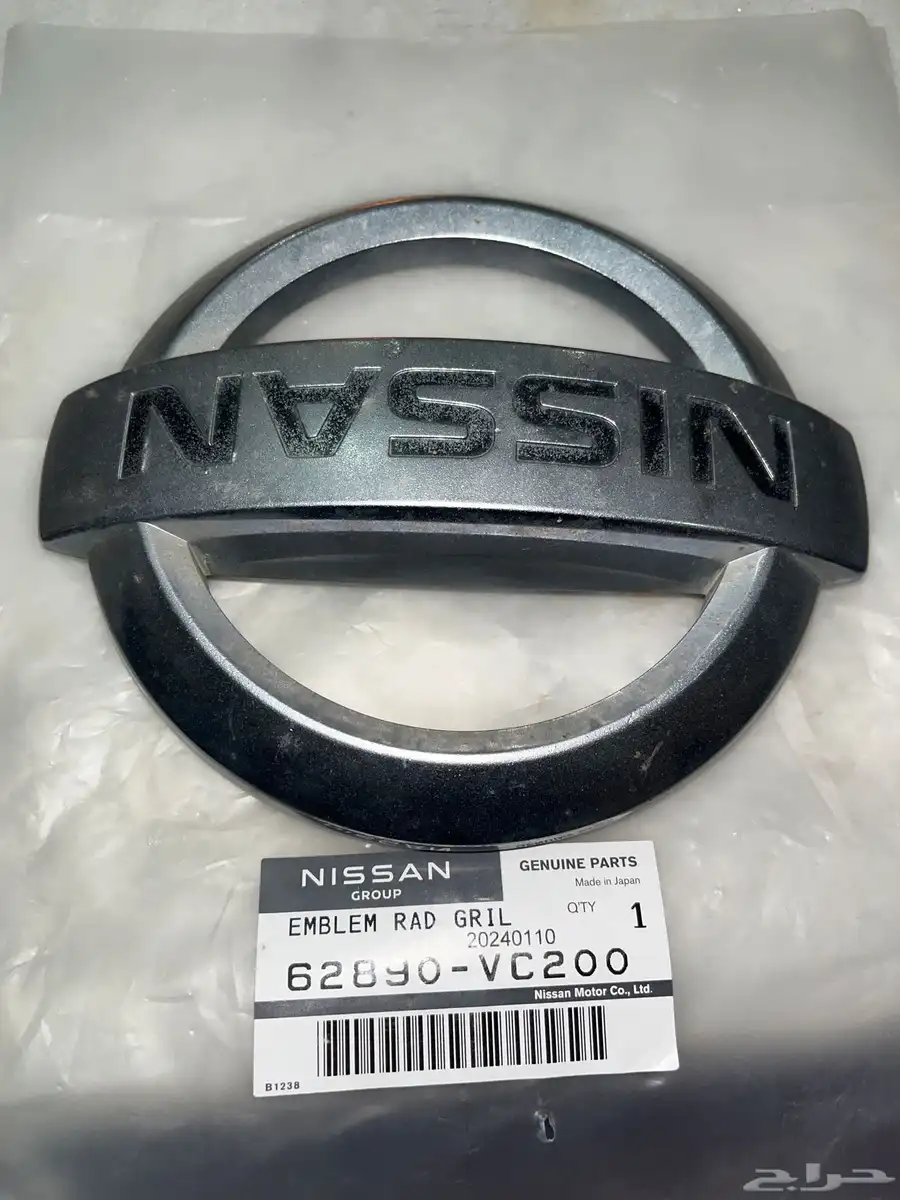 NISSAN
NISSAN
GROUP
GENUINE PARTS
Made in Japan
EMBLEM RAD GRIL
Q'TY 1
20240110
62890-VC200
Nissan Motor Co., Ltd.
B1238
حراج